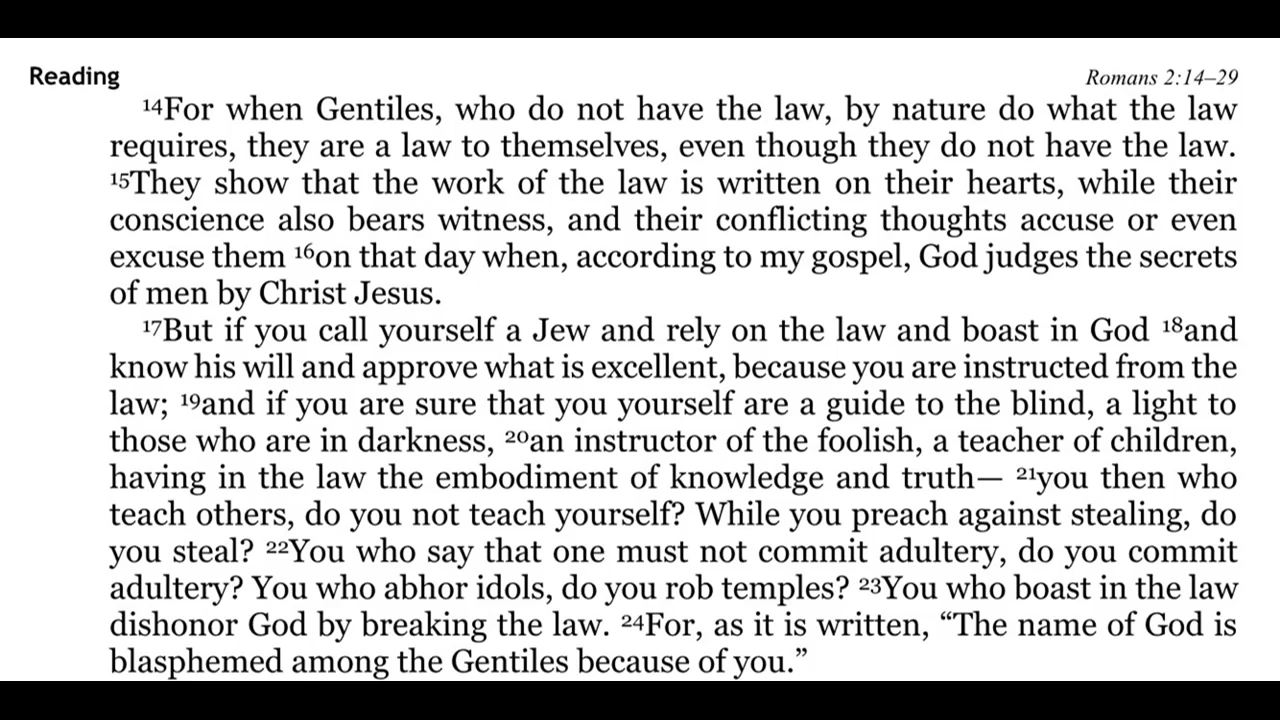 Reading
Romans 2:14–29
¹⁴For when Gentiles, who do not have the law, by nature do what the law
requires, they are a law to themselves, even though they do not have the law.
¹⁵They show that the work of the law is written on their hearts, while their
conscience also bears witness, and their conflicting thoughts accuse or even
excuse them ¹⁶on that day when, according to my gospel, God judges the secrets
of men by Christ Jesus.
¹⁷But if you call yourself a Jew and rely on the law and boast in God ¹⁸and
know his will and approve what is excellent, because you are instructed from the
law; ¹⁹and if you are sure that you yourself are a guide to the blind, a light to
those who are in darkness, ²⁰an instructor of the foolish, a teacher of children,
having in the law the embodiment of knowledge and truth— ²¹you then who
teach others, do you not teach yourself? While you preach against stealing, do
you steal? ²²You who say that one must not commit adultery, do you commit
adultery? You who abhor idols, do you rob temples? ²³You who boast in the law
dishonor God by breaking the law. ²⁴For, as it is written, “The name of God is
blasphemed among the Gentiles because of you.”